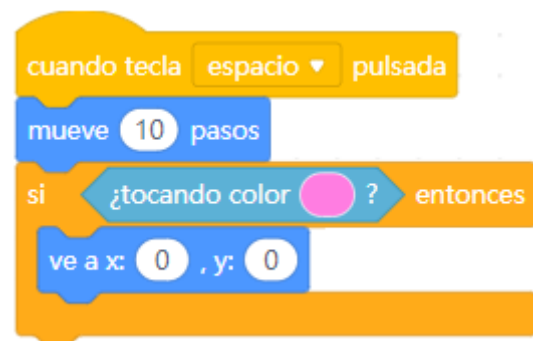 cuando tecla espacio pulsada
mueve 10 pasos
si ¿tocando color ? entonces
ve a x: 0 , y: 0